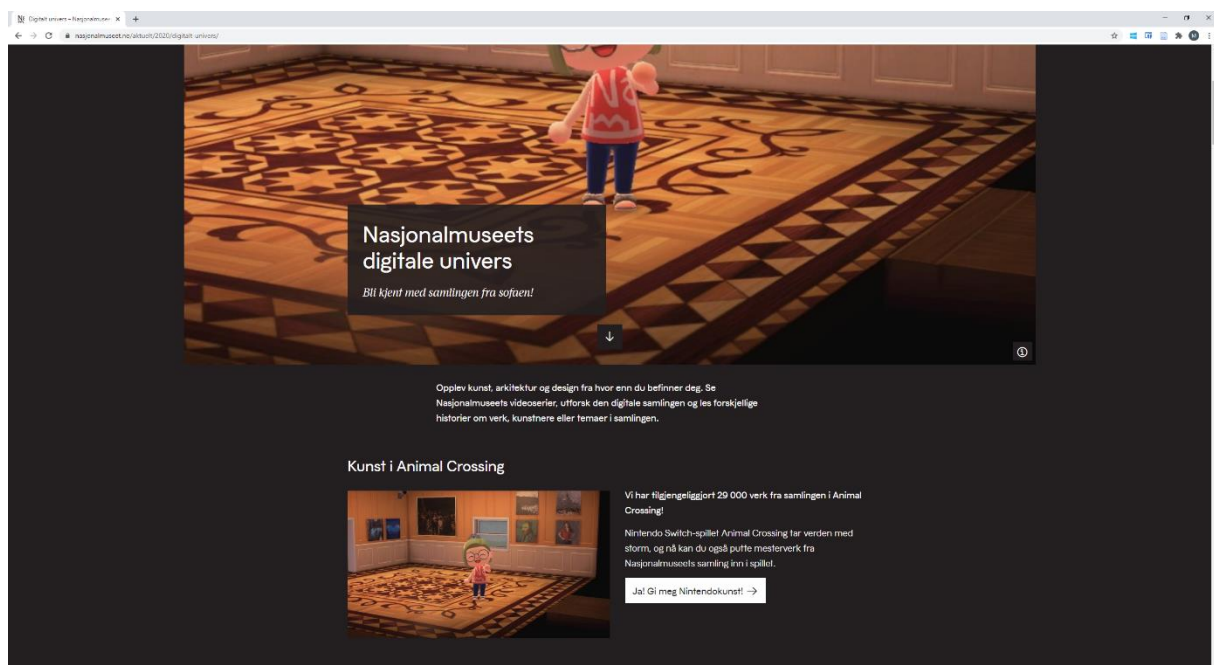 Digitalt univers – Nasjonalmusee
nasjonalmuseet.no/aktuelt/2020/digitalt-univers/
Nasjonalmuseets
digitale univers
Bli kjent med samlingen fra sofaen!
Opplev kunst, arkitektur og design fra hvor enn du befinner deg. Se
Nasjonalmuseets videoserier, utforsk den digitale samlingen og les forskjellige
historier om verk, kunstnere eller temaer i samlingen.
Kunst i Animal Crossing
Vi har tilgjengeliggjort 29 000 verk fra samlingen i Animal
Crossing!
Nintendo Switch-spillet Animal Crossing tar verden med
storm, og nå kan du også putte mesterverk fra
Nasjonalmuseets samling inn i spillet.
Ja! Gi meg Nintendokunst! →